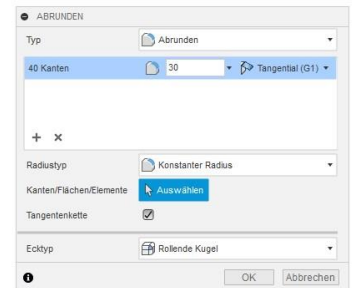 ABRUNDEN
Typ Abrunden
40 Kanten 30 Tangential (G1)
Radiustyp Konstanter Radius
Kanten/Flächen/Elemente Auswählen
Tangentenkette
Ecktyp Rollende Kugel
OK Abbrechen